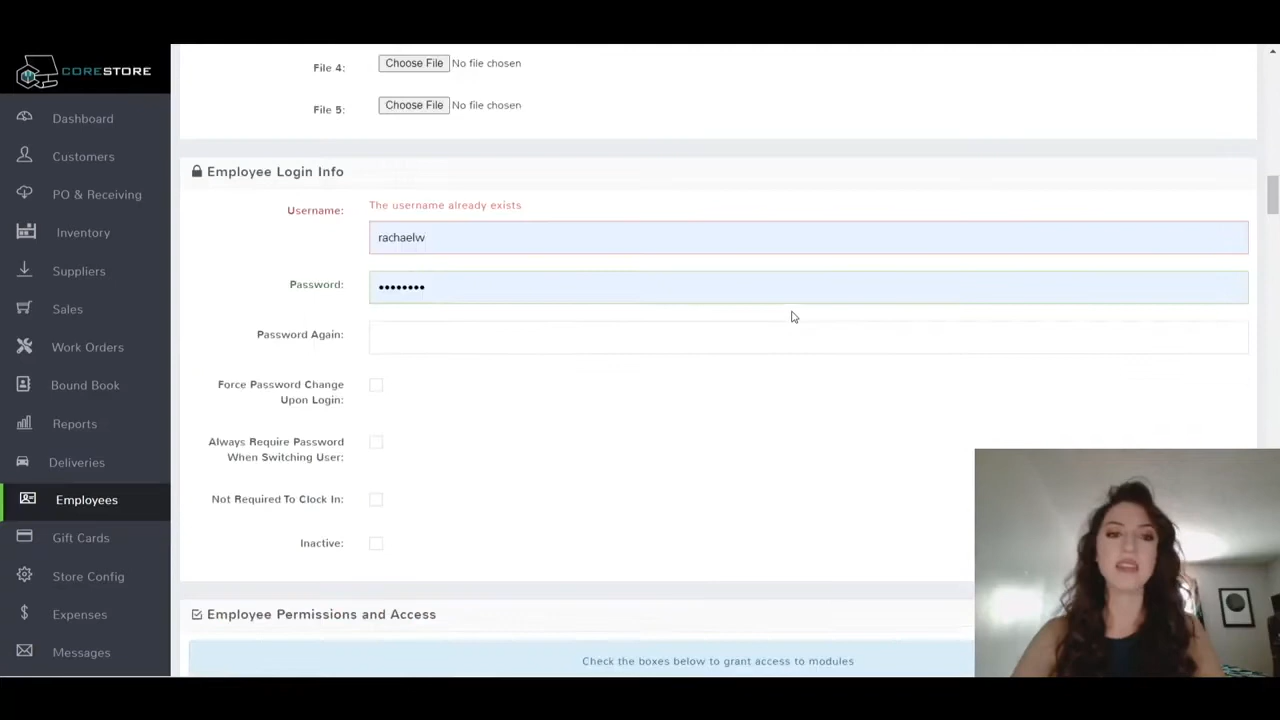 CORESTORE
Dashboard
Customers
PO & Receiving
Inventory
Suppliers
Sales
Work Orders
Bound Book
Reports
Deliveries
Employees
Gift Cards
Store Config
Expenses
Messages
File 4:
Choose File No file chosen
File 5:
Choose File No file chosen
Employee Login Info
Username:
The username already exists
rachaelw
Password:
••••••••
Password Again:
Force Password Change
Upon Login:
Always Require Password
When Switching User:
Not Required To Clock In:
Inactive:
Employee Permissions and Access
Check the boxes below to grant access to modules